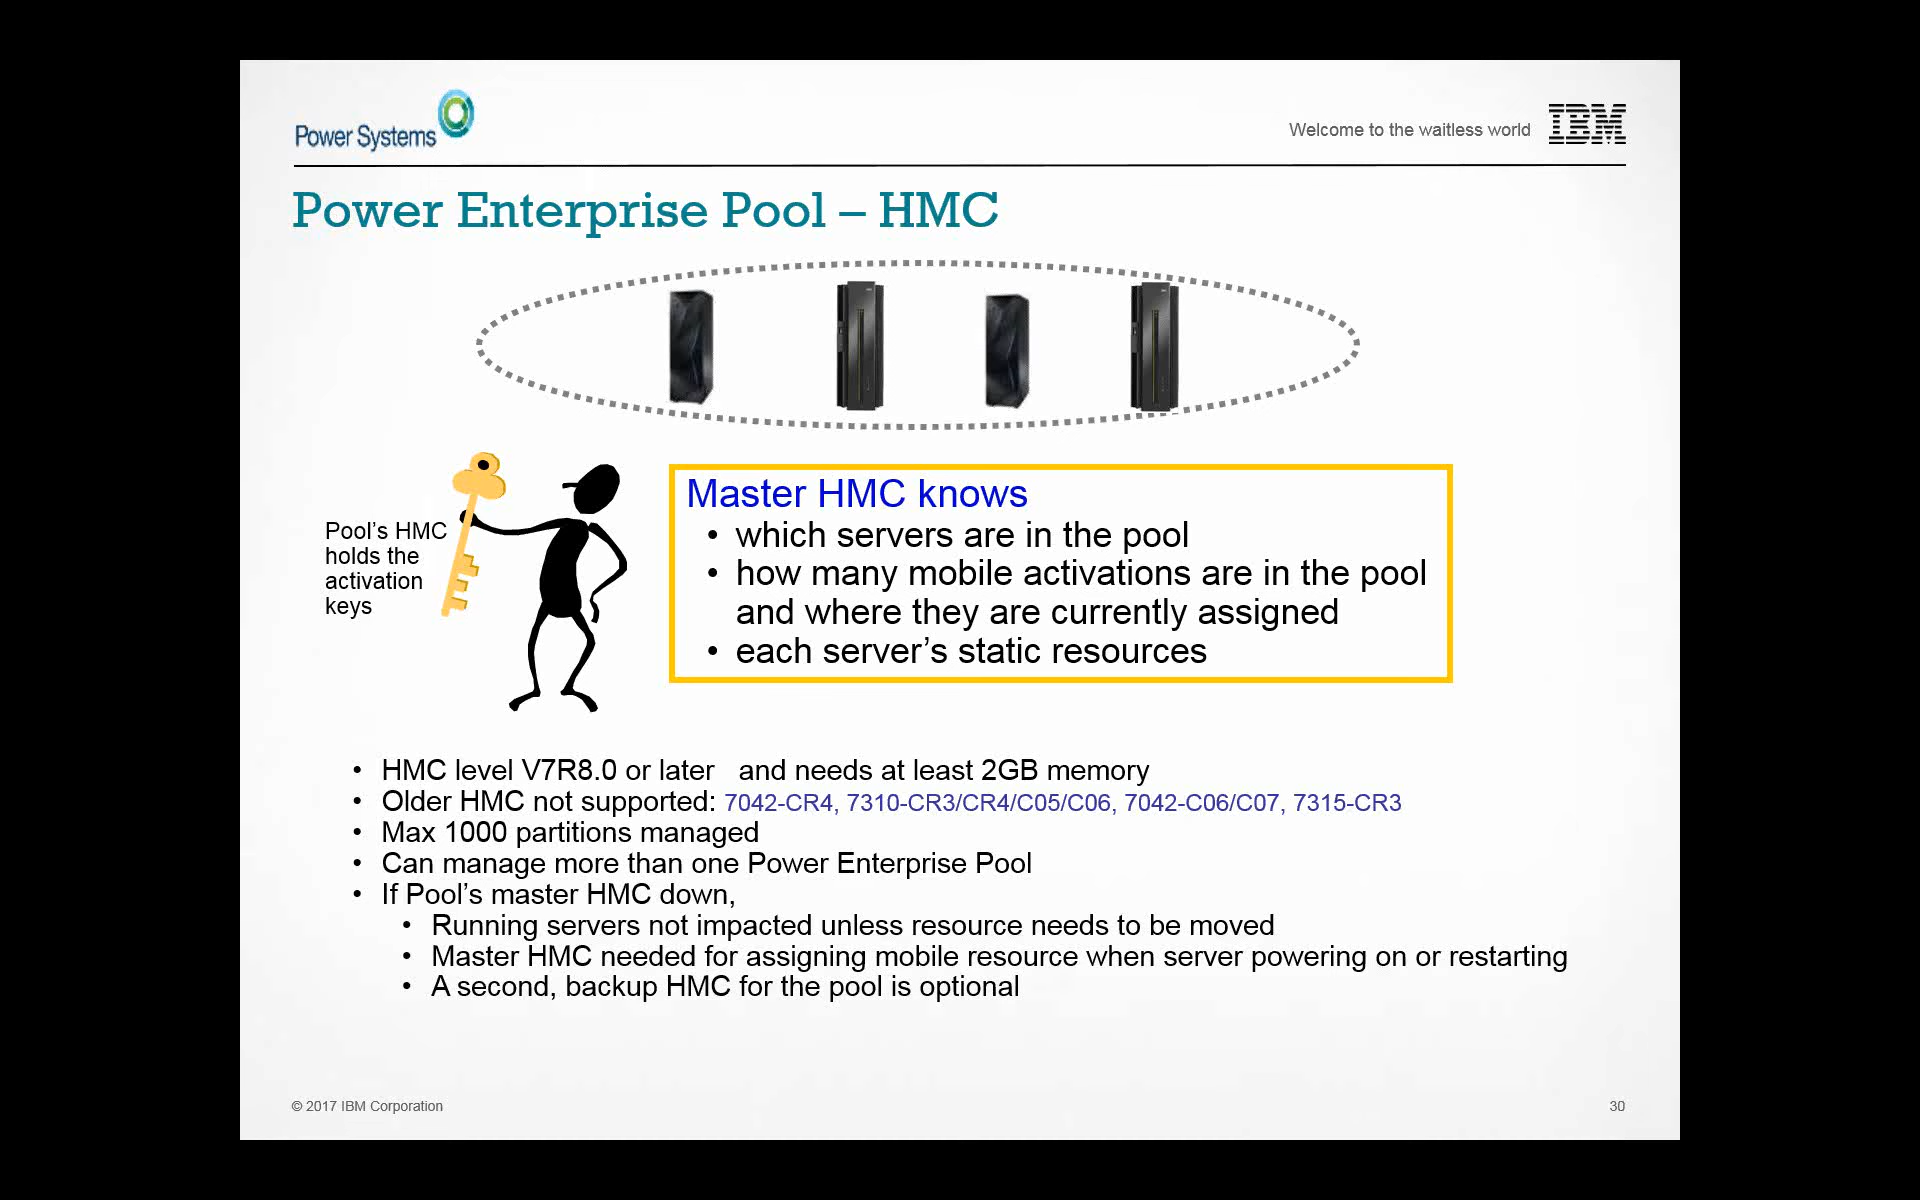 Power Systems
Welcome to the waitless world
IBM
Power Enterprise Pool – HMC
Pool’s HMC
holds the
activation
keys
Master HMC knows
• which servers are in the pool
• how many mobile activations are in the pool
and where they are currently assigned
• each server’s static resources
• HMC level V7R8.0 or later   and needs at least 2GB memory
• Older HMC not supported: 7042-CR4, 7310-CR3/CR4/C05/C06, 7042-C06/C07, 7315-CR3
• Max 1000 partitions managed
• Can manage more than one Power Enterprise Pool
• If Pool’s master HMC down,
• Running servers not impacted unless resource needs to be moved
• Master HMC needed for assigning mobile resource when server powering on or restarting
• A second, backup HMC for the pool is optional
© 2017 IBM Corporation
30